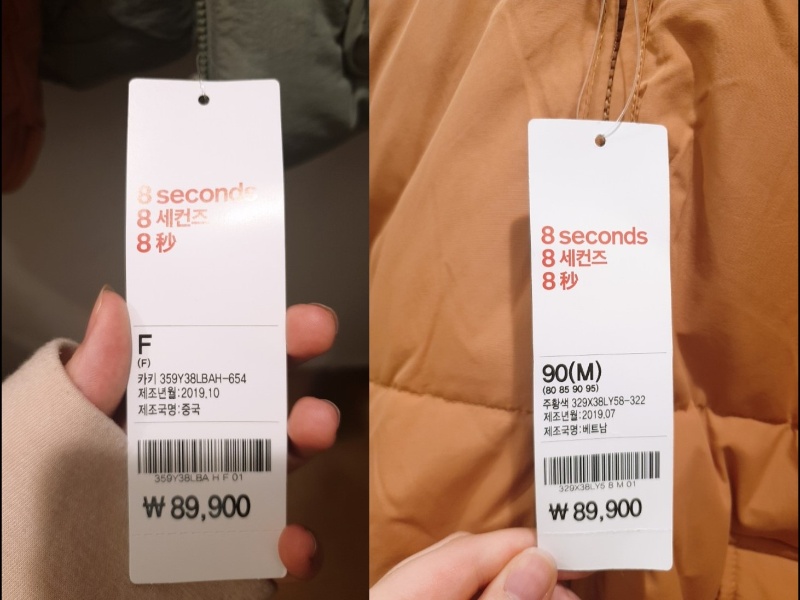 8 seconds
8 세컨즈
8 秒
F
(F)
카키 359Y38LBAH-654
제조년월:2019.10
제조국명:중국
359Y38LBA H F 01
₩ 89,900
8 seconds
8 세컨즈
8 秒
90(M)
(80 85 90 95)
주황색 329X38LY58-322
제조년월:2019.07
제조국명:베트남
329X38LY5 8 M 01
₩ 89,900